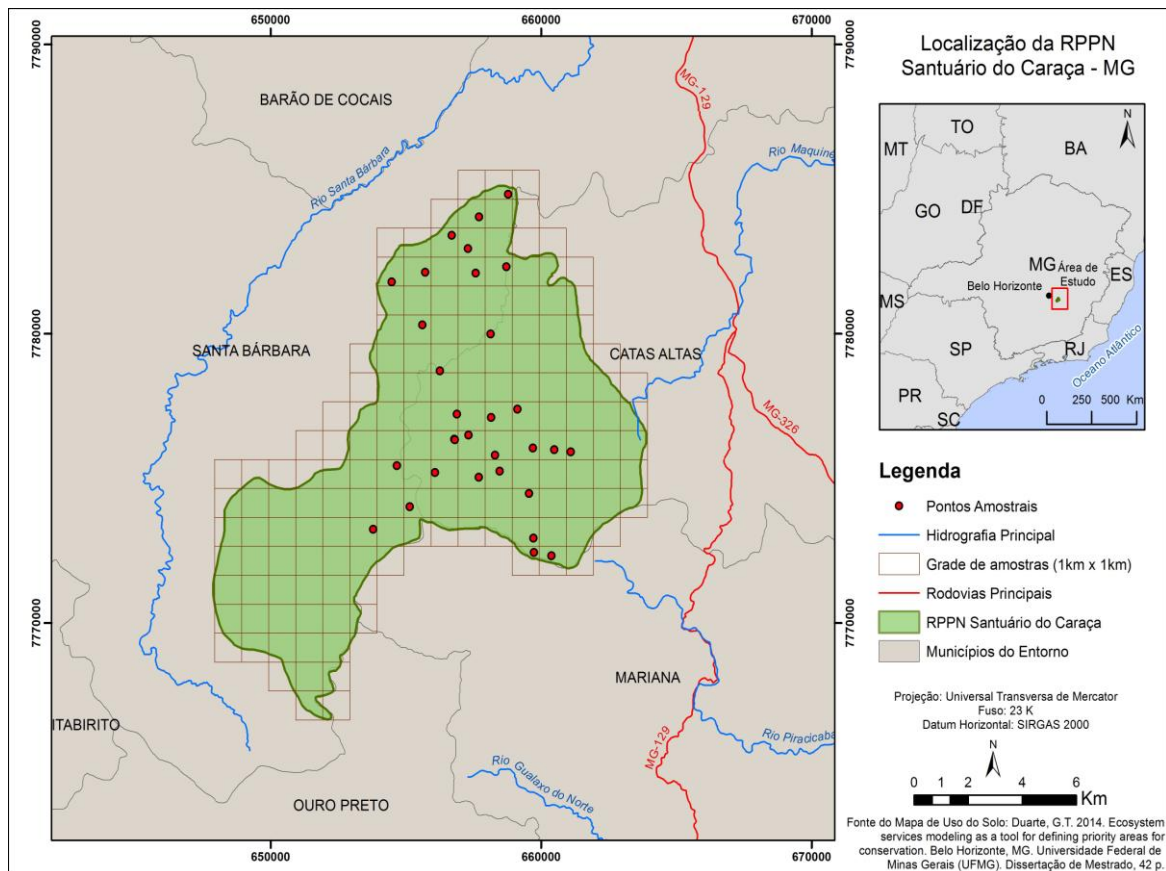 650000
660000
670000
7790000
7790000
7780000
7780000
7770000
7770000
650000
660000
670000
BARÃO DE COCAIS
Rio Santa Bárbara
MG-129
Rio Maquiné
SANTA BÁRBARA
CATAS ALTAS
MG-326
MARIANA
ITABIRITO
MG-129
Rio Piracicaba
Rio Gualaxo do Norte
OURO PRETO
Localização da RPPN
Santuário do Caraça - MG
N
TO
MT
BA
GO
DF
MG
Área de
Estudo
ES
Belo Horizonte
MS
SP
RJ
Oceano Atlântico
PR
SC
0 250 500 Km
Legenda
Pontos Amostrais
Hidrografia Principal
Grade de amostras (1km x 1km)
Rodovias Principais
RPPN Santuário do Caraça
Municípios do Entorno
Projeção: Universal Transversa de Mercator
Fuso: 23 K
Datum Horizontal: SIRGAS 2000
N
0 1 2 4 6
Km
Fonte do Mapa de Uso do Solo: Duarte, G.T. 2014. Ecosystem
services modeling as a tool for defining priority areas for
conservation. Belo Horizonte, MG. Universidade Federal de
Minas Gerais (UFMG). Dissertação de Mestrado, 42 p.